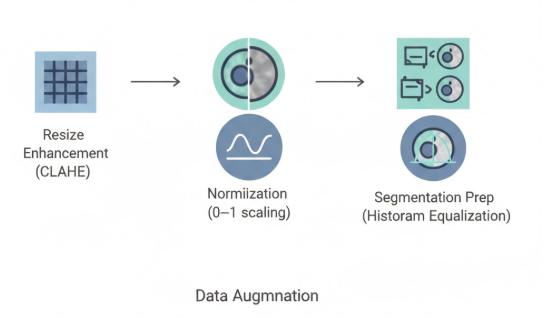 Resize
Enhancement
(CLAHE)
Normiization
(0–1 scaling)
Segmentation Prep
(Historam Equalization)
Data Augmnation